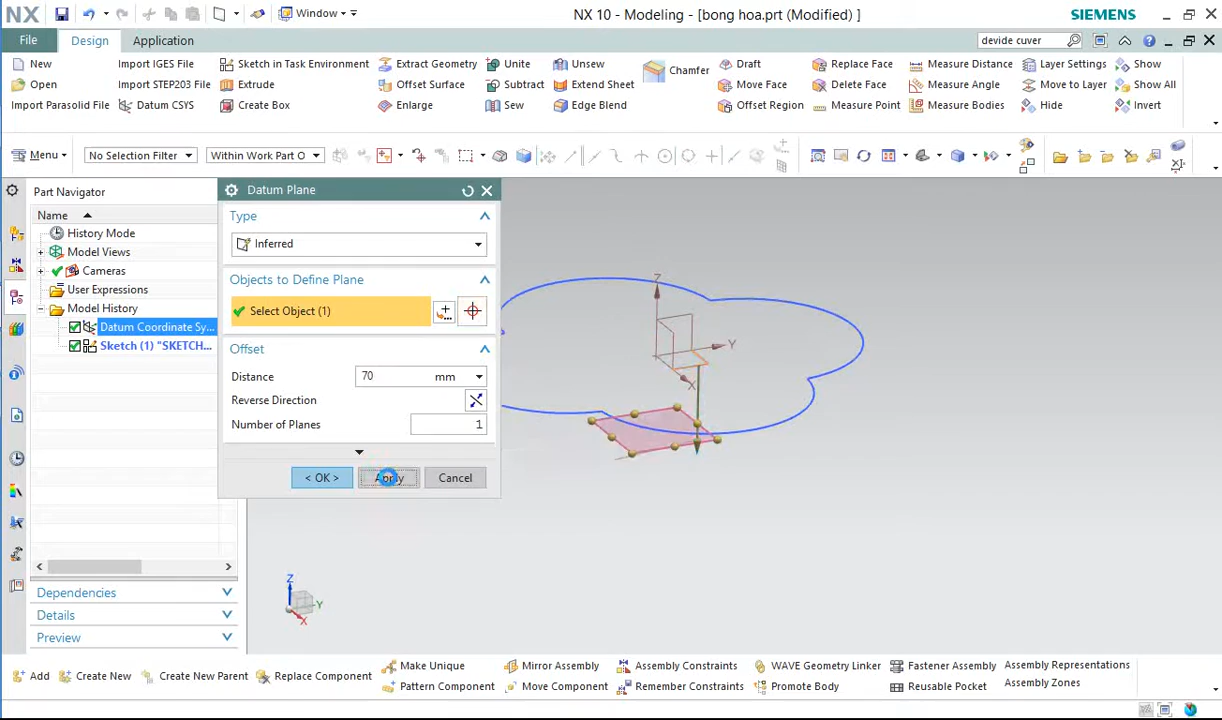 NX Window NX 10 - Modeling - [bong hoa.prt (Modified) ] SIEMENS
File Design Application devide cuver
New Import IGES File Sketch in Task Environment Extract Geometry Unite Unsew Chamfer Draft Replace Face Measure Distance Layer Settings Show
Open Import STEP203 File Extrude Offset Surface Subtract Extend Sheet Move Face Delete Face Measure Angle Move to Layer Show All
Import Parasolid File Datum CSYS Create Box Enlarge Sew Edge Blend Offset Region Measure Point Measure Bodies Hide Invert
Menu No Selection Filter Within Work Part O
Part Navigator
Name
History Mode
Model Views
Cameras
User Expressions
Model History
Datum Coordinate Sy...
Sketch (1) "SKETCH...
Dependencies
Details
Preview
Datum Plane
Type
Inferred
Objects to Define Plane
Select Object (1)
Offset
Distance 70 mm
Reverse Direction
Number of Planes 1
< OK > Apply Cancel
Z
Y
X
Z
Y
X
Add Create New Create New Parent Replace Component Make Unique Mirror Assembly Assembly Constraints WAVE Geometry Linker Fastener Assembly Assembly Representations
Pattern Component Move Component Remember Constraints Promote Body Reusable Pocket Assembly Zones